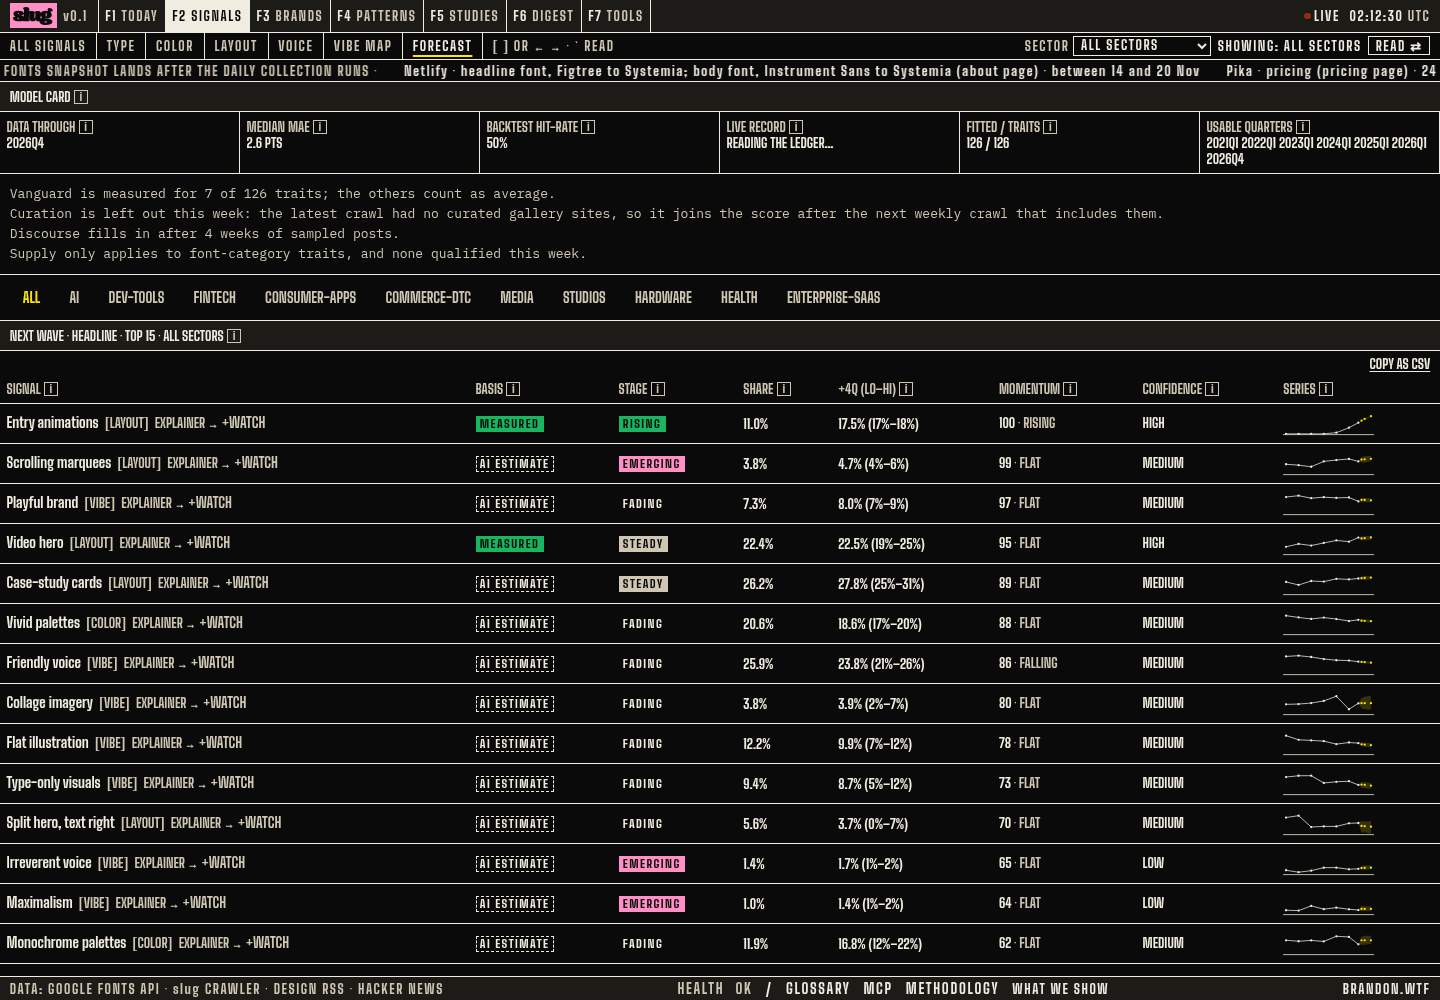 slug v0.1 F1 TODAY F2 SIGNALS F3 BRANDS F4 PATTERNS F5 STUDIES F6 DIGEST F7 TOOLS LIVE 02:12:30 UTC
ALL SIGNALS TYPE COLOR LAYOUT VOICE VIBE MAP FORECAST [ ] OR ← → · · READ SECTOR ALL SECTORS SHOWING: ALL SECTORS READ ⇄
FONTS SNAPSHOT LANDS AFTER THE DAILY COLLECTION RUNS · Netlify · headline font, Figtree to Systemia; body font, Instrument Sans to Systemia (about page) · between 14 and 20 Nov Pika · pricing (pricing page) · 24
MODEL CARD i
DATA THROUGH i MEDIAN MAE i BACKTEST HIT-RATE i LIVE RECORD i FITTED / TRAITS i USABLE QUARTERS i
2026Q4 2.6 PTS 50% READING THE LEDGER... 126 / 126 2021Q1 2022Q1 2023Q1 2024Q1 2025Q1 2026Q1
2026Q4
Vanguard is measured for 7 of 126 traits; the others count as average.
Curation is left out this week: the latest crawl had no curated gallery sites, so it joins the score after the next weekly crawl that includes them.
Discourse fills in after 4 weeks of sampled posts.
Supply only applies to font-category traits, and none qualified this week.
ALL AI DEV-TOOLS FINTECH CONSUMER-APPS COMMERCE-DTC MEDIA STUDIOS HARDWARE HEALTH ENTERPRISE-SAAS
NEXT WAVE · HEADLINE · TOP 15 · ALL SECTORS i
COPY AS CSV
SIGNAL i BASIS i STAGE i SHARE i +4Q (LO–HI) i MOMENTUM i CONFIDENCE i SERIES i
Entry animations [LAYOUT] EXPLAINER → +WATCH MEASURED RISING 11.0% 17.5% (17%–18%) 100 · RISING HIGH
Scrolling marquees [LAYOUT] EXPLAINER → +WATCH AI ESTIMATE EMERGING 3.8% 4.7% (4%–6%) 99 · FLAT MEDIUM
Playful brand [VIBE] EXPLAINER → +WATCH AI ESTIMATE FADING 7.3% 8.0% (7%–9%) 97 · FLAT MEDIUM
Video hero [LAYOUT] EXPLAINER → +WATCH MEASURED STEADY 22.4% 22.5% (19%–25%) 95 · FLAT HIGH
Case-study cards [LAYOUT] EXPLAINER → +WATCH AI ESTIMATE STEADY 26.2% 27.8% (25%–31%) 89 · FLAT MEDIUM
Vivid palettes [COLOR] EXPLAINER → +WATCH AI ESTIMATE FADING 20.6% 18.6% (17%–20%) 88 · FLAT MEDIUM
Friendly voice [VIBE] EXPLAINER → +WATCH AI ESTIMATE FADING 25.9% 23.8% (21%–26%) 86 · FALLING MEDIUM
Collage imagery [VIBE] EXPLAINER → +WATCH AI ESTIMATE FADING 3.8% 3.9% (2%–7%) 80 · FLAT MEDIUM
Flat illustration [VIBE] EXPLAINER → +WATCH AI ESTIMATE FADING 12.2% 9.9% (7%–12%) 78 · FLAT MEDIUM
Type-only visuals [VIBE] EXPLAINER → +WATCH AI ESTIMATE FADING 9.4% 8.7% (5%–12%) 73 · FLAT MEDIUM
Split hero, text right [LAYOUT] EXPLAINER → +WATCH AI ESTIMATE FADING 5.6% 3.7% (0%–7%) 70 · FLAT MEDIUM
Irreverent voice [VIBE] EXPLAINER → +WATCH AI ESTIMATE EMERGING 1.4% 1.7% (1%–2%) 65 · FLAT LOW
Maximalism [VIBE] EXPLAINER → +WATCH AI ESTIMATE EMERGING 1.0% 1.4% (1%–2%) 64 · FLAT LOW
Monochrome palettes [COLOR] EXPLAINER → +WATCH AI ESTIMATE FADING 11.9% 16.8% (12%–22%) 62 · FLAT MEDIUM
DATA: GOOGLE FONTS API · slug CRAWLER · DESIGN RSS · HACKER NEWS HEALTH OK / GLOSSARY MCP METHODOLOGY WHAT WE SHOW BRANDON.WTF